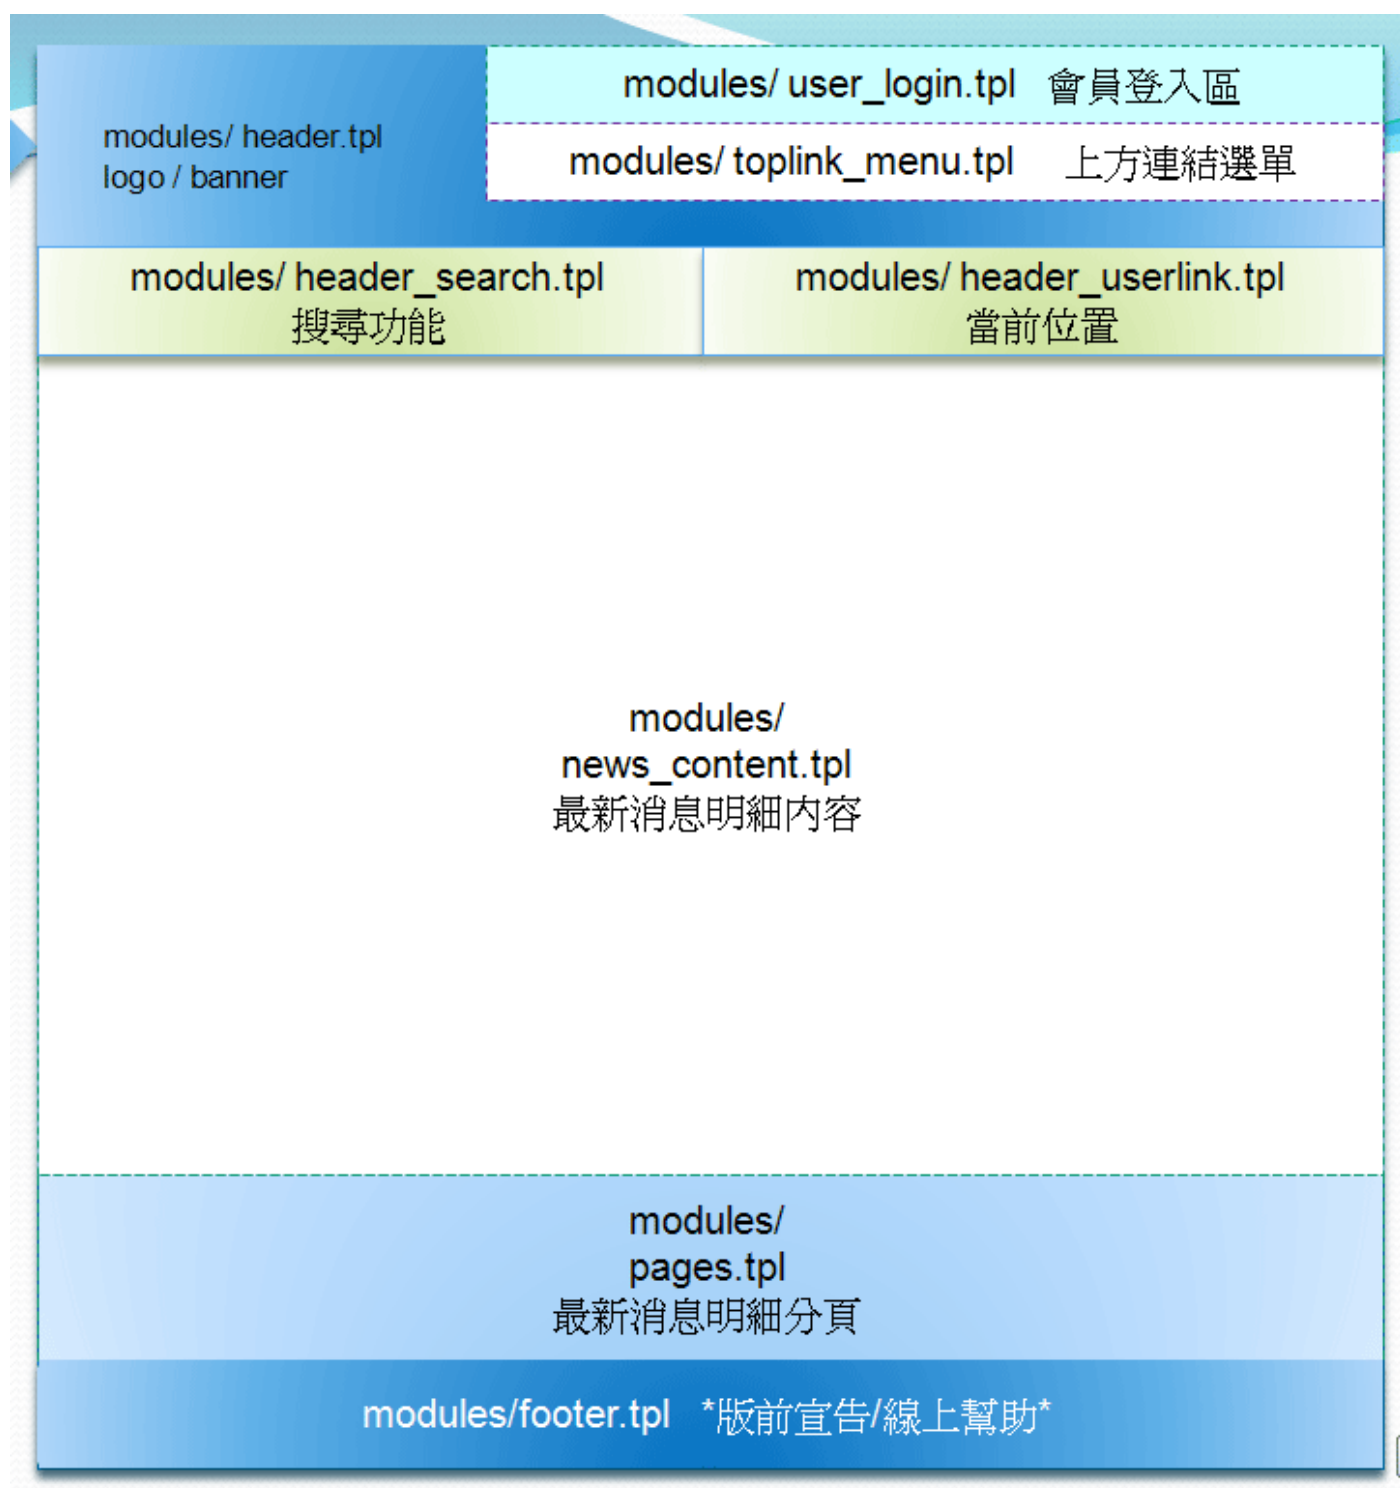 modules/ user_login.tpl 會員登入區
modules/ header.tpl
logo / banner
modules/ toplink_menu.tpl 上方連結選單
modules/ header_search.tpl
搜尋功能
modules/ header_userlink.tpl
當前位置
modules/
news_content.tpl
最新消息明細內容
modules/
pages.tpl
最新消息明細分頁
modules/footer.tpl *版前宣告/線上幫助*